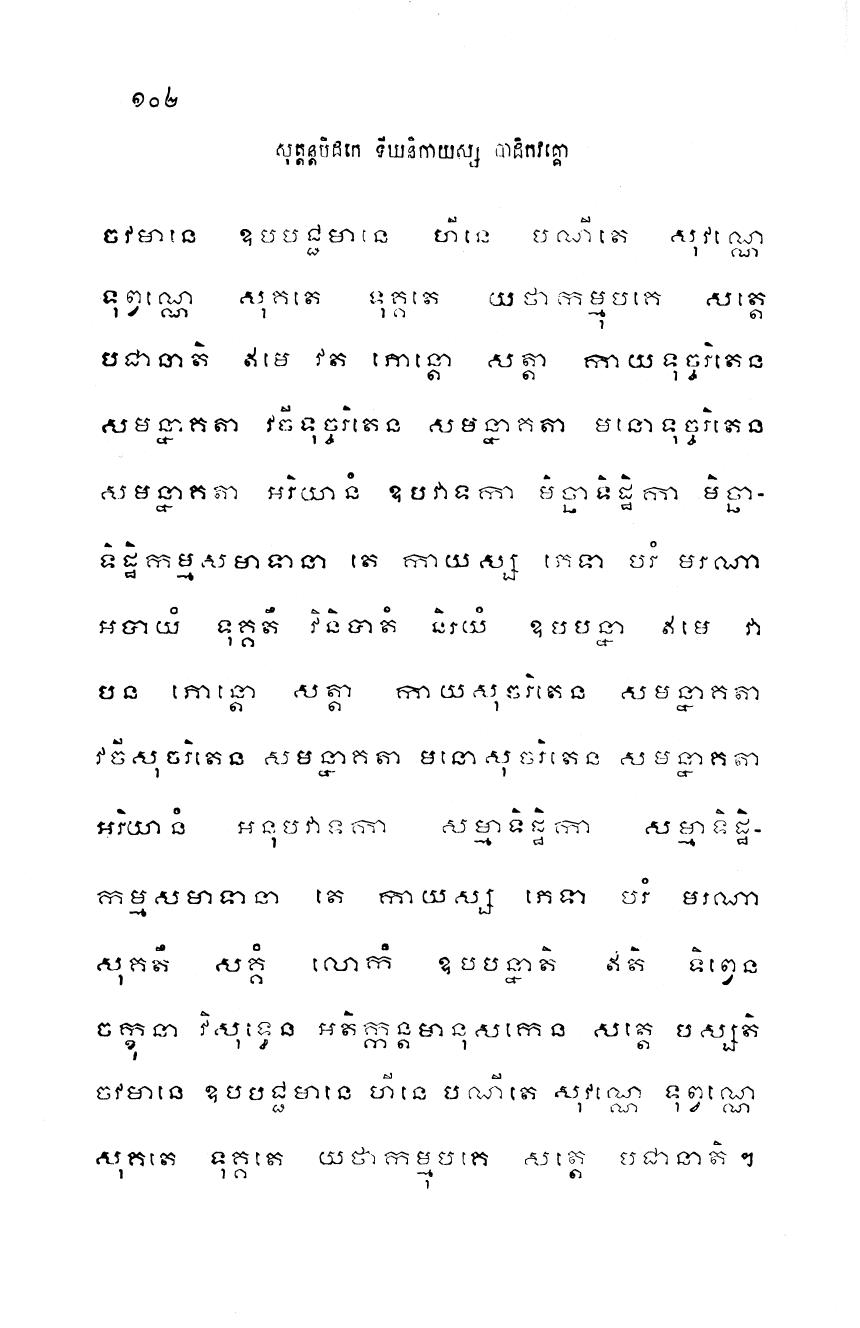 ១០២
សុត្តន្តបិដកេ ទីឃនិកាយស្ស បាដិកវគ្គោ
ចវមានេ ឧបបជ្ជមានេ ហីនេ បណីតេ សុវណ្ណេ
ទុព្វណ្ណេ សុគតេ ទុគ្គតេ យថាកម្មុបគេ សត្តេ
បជានាតិ ឥមេ វត ភោន្តោ សត្តា កាយទុច្ចរិតេន
សមន្នាគតា វចីទុច្ចរិតេន សមន្នាគតា មនោទុច្ចរិតេន
សមន្នាគតា អរិយានំ ឧបវាទកា មិច្ឆាទិដ្ឋិកា មិច្ឆា-
ទិដ្ឋិកម្មសមាទានា តេ កាយស្ស ភេទា បរំ មរណា
អបាយំ ទុគ្គតឹ វិនិបាតំ និរយំ ឧបបន្នា ឥមេ វា
បន ភោន្តោ សត្តា កាយសុចរិតេន សមន្នាគតា
វចីសុចរិតេន សមន្នាគតា មនោសុចរិតេន សមន្នាគតា
អរិយានំ អនុបវាទកា សម្មាទិដ្ឋិកា សម្មាទិដ្ឋិ-
កម្មសមាទានា តេ កាយស្ស ភេទា បរំ មរណា
សុគតឹ សគ្គំ លោកំ ឧបបន្នាតិ ឥតិ ទិព្វេន
ចក្ខុនា វិសុទ្ធេន អតិក្កន្តមានុសកេន សត្តេ បស្សតិ
ចវមានេ ឧបបជ្ជមានេ ហីនេ បណីតេ សុវណ្ណេ ទុព្វណ្ណេ
សុគតេ ទុគ្គតេ យថាកម្មុបគេ សត្តេ បជានាតិ ។